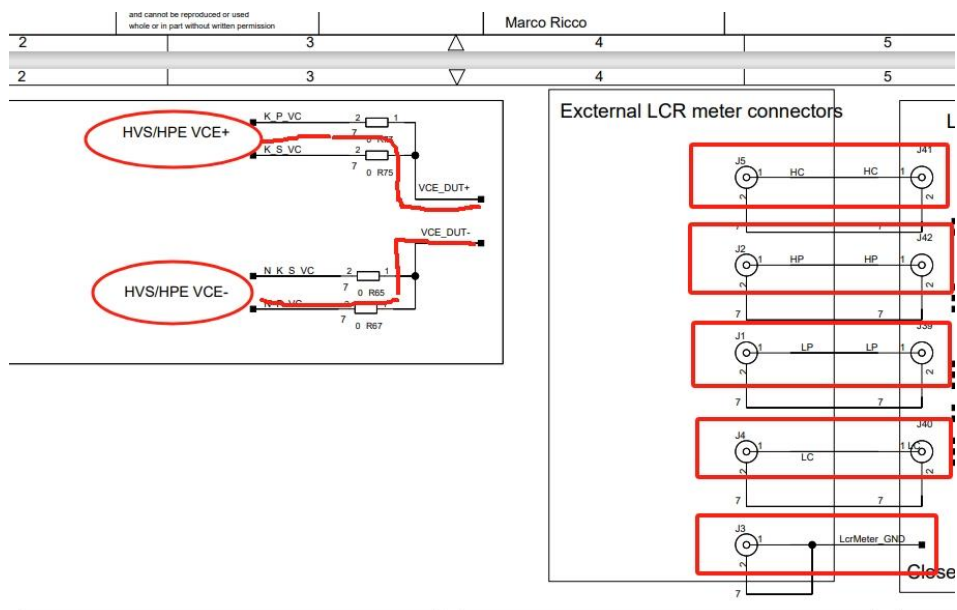 and cannot be reproduced or used
whole or in part without written permission
Marco Ricco
2 3 4 5
2 3 4 5
HVS/HPE VCE+
K_P_VC
2 1
7
K_S_VC
2
7 0 R75
VCE_DUT+
VCE_DUT-
HVS/HPE VCE-
N_K_S_VC
2 1
7 0 R65
7 0 R67
Excternal LCR meter connectors
L
J5 1 HC HC 1 J41
2 2
7 7
J2 1 HP HP 1 J42
2 2
7 7
J1 1 LP LP 1 J39
2 2
7 7
J4 1 LC 1 LC J40
2 2
7 7
J3 1 LcrMeter_GND
2
7
Close